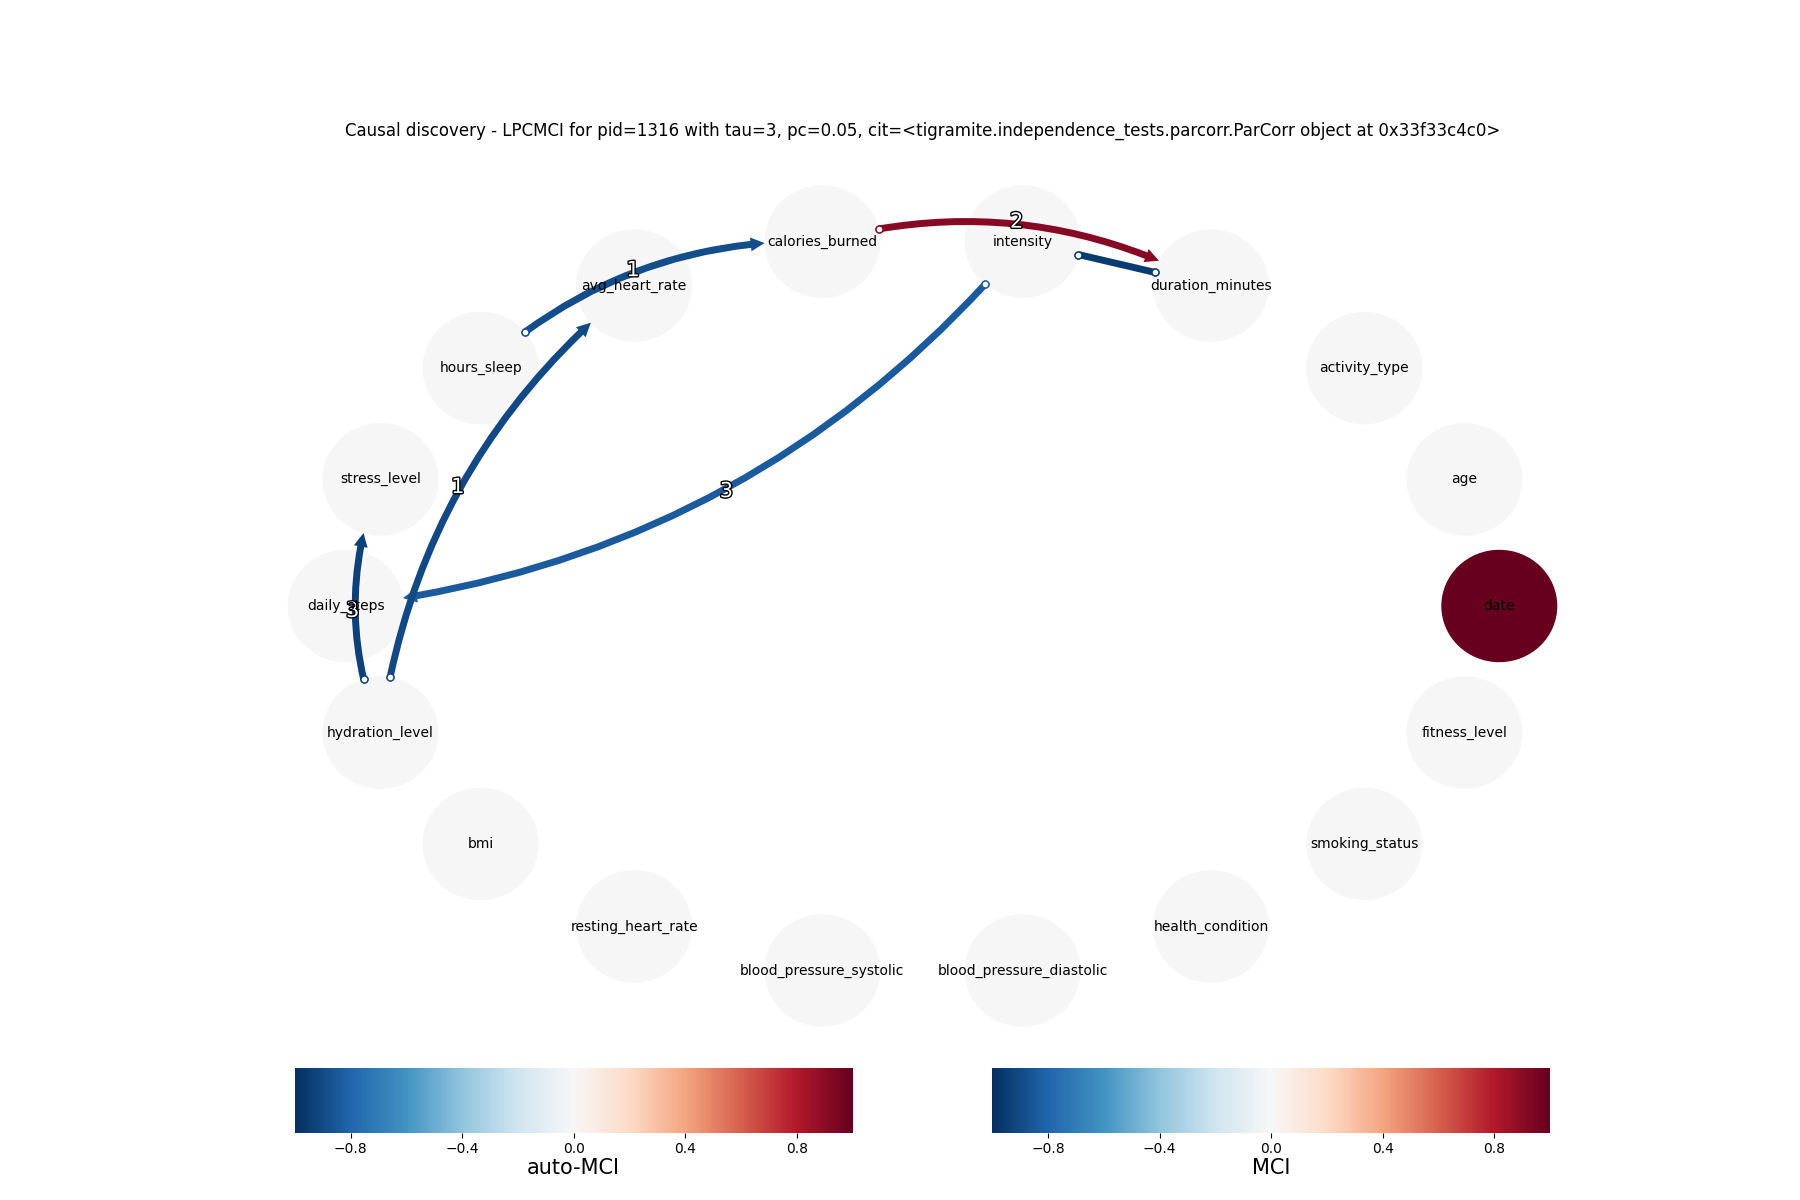 Causal discovery - LPCMCI for pid=1316 with tau=3, pc=0.05, cit=<tigramite.independence_tests.parcorr.ParCorr object at 0x33f33c4c0>
2
calories_burned
intensity
1
avg_heart_rate
duration_minutes
hours_sleep
activity_type
stress_level
age
1
3
daily_steps
3
date
hydration_level
fitness_level
bmi
smoking_status
resting_heart_rate
health_condition
blood_pressure_systolic
blood_pressure_diastolic
−0.8 −0.4 0.0 0.4 0.8
auto-MCI
−0.8 −0.4 0.0 0.4 0.8
MCI